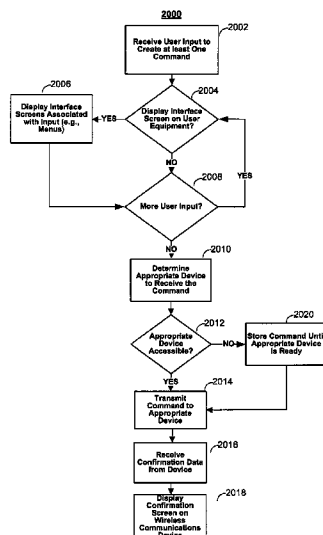 2000
2002
Receive User Input to
Create at least One
Command
2004
Display Interface
Screen on User
Equipment?
YES
2006
Display Interface
Screens Associated
with Input (e.g.,
Menus)
NO
2008
More User Input?
YES
NO
2010
Determine
Appropriate Device
to Receive the
Command
2012
Appropriate
Device
Accessible?
NO
2020
Store Command Until
Appropriate Device
is Ready
YES
2014
Transmit
Command to
Appropriate
Device
2016
Receive
Confirmation Data
from Device
2018
Display
Confirmation
Screen on
Wireless
Communications
Device